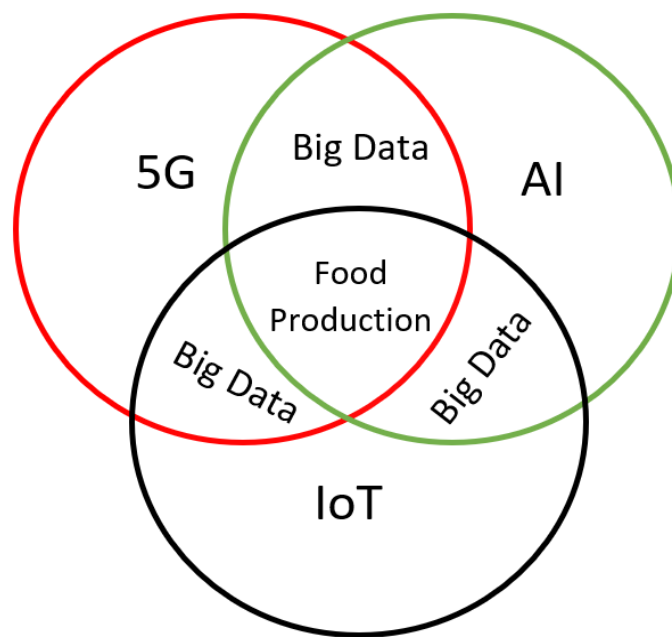 5G
Big Data
AI
Food
Production
Big Data
Big Data
IoT